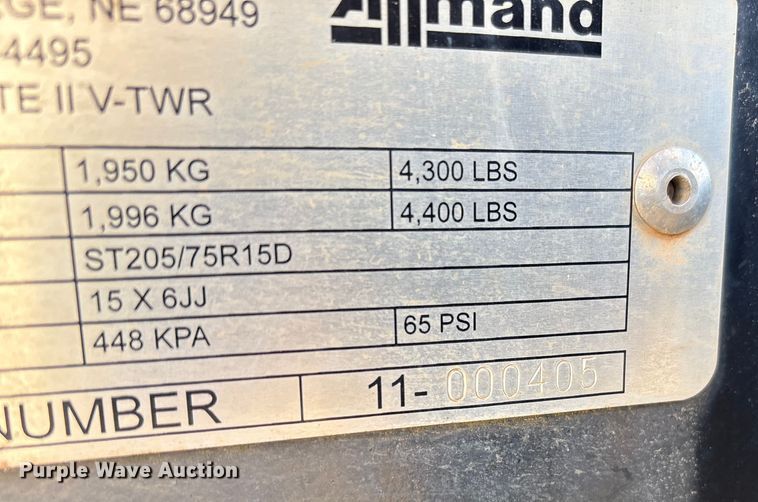 Allmand
GE, NE 68949
-4495
TE II V-TWR
1,950 KG 4,300 LBS
1,996 KG 4,400 LBS
ST205/75R15D
15 X 6JJ
448 KPA 65 PSI
NUMBER 11-000405
Purple Wave Auction